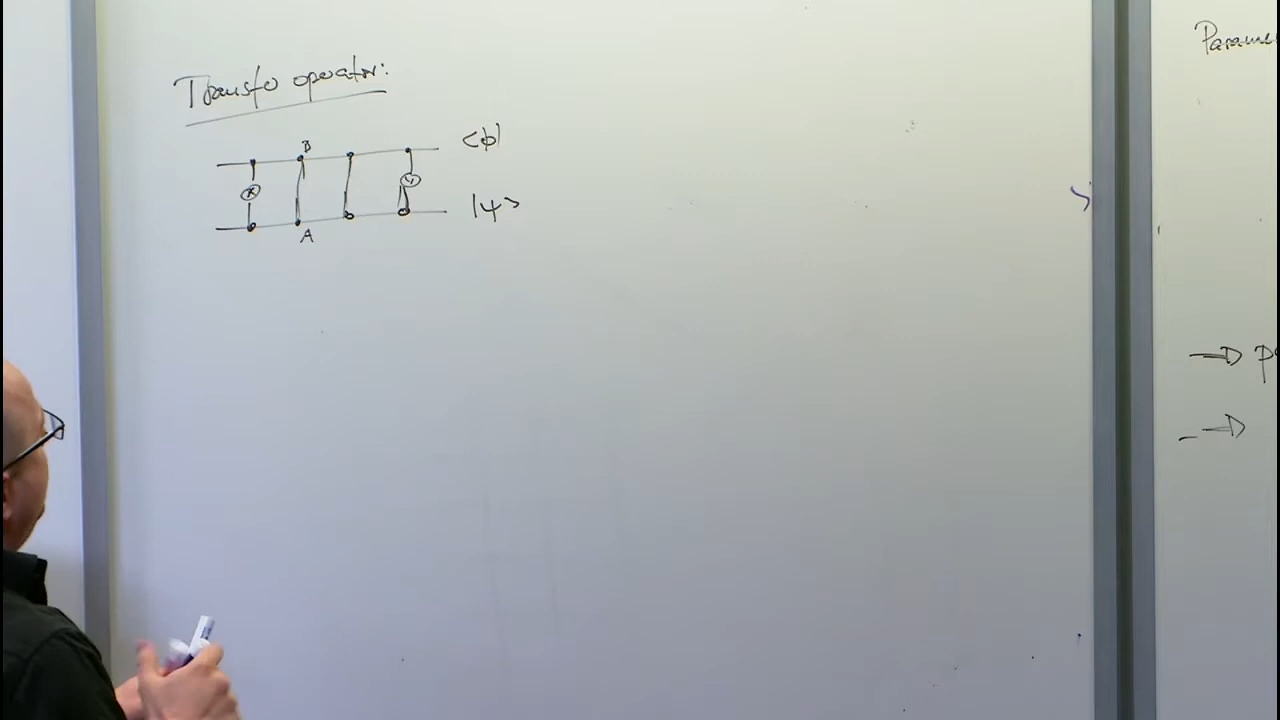 Transfo operator:
B
<ϕ|
X
Y
|ψ>
A
Parame